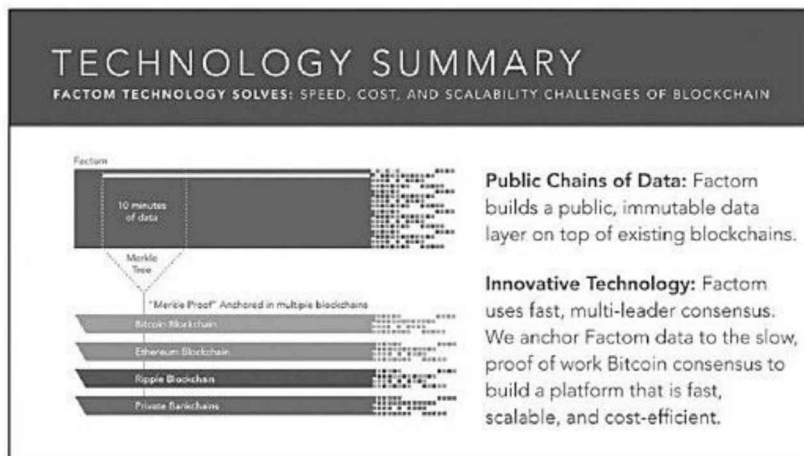 TECHNOLOGY SUMMARY
FACTOM TECHNOLOGY SOLVES: SPEED, COST, AND SCALABILITY CHALLENGES OF BLOCKCHAIN
Factom
10 minutes
of data
Merkle
Tree
"Merkle Proof" Anchored in multiple blockchains
Bitcoin Blockchain
Ethereum Blockchain
Ripple Blockchain
Private Bankchains
Public Chains of Data: Factom
builds a public, immutable data
layer on top of existing blockchains.
Innovative Technology: Factom
uses fast, multi-leader consensus.
We anchor Factom data to the slow,
proof of work Bitcoin consensus to
build a platform that is fast,
scalable, and cost-efficient.